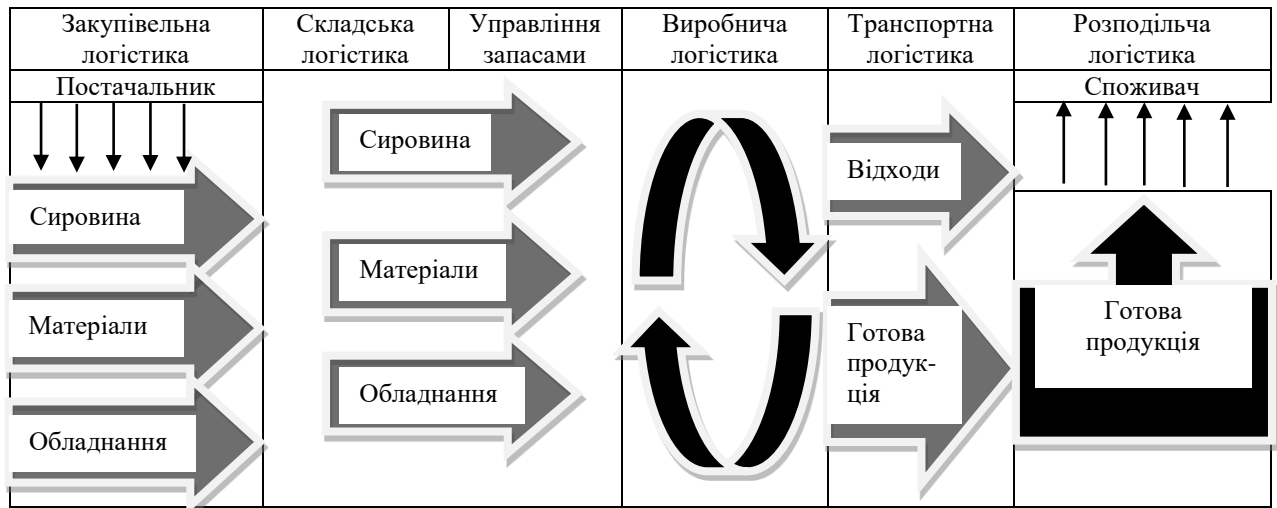 Закупівельна
логістика
Складська
логістика
Управління
запасами
Виробнича
логістика
Транспортна
логістика
Розподільча
логістика
Постачальник
Сировина
Матеріали
Обладнання
Сировина
Матеріали
Обладнання
Відходи
Готова
продук-
ція
Споживач
Готова
продукція